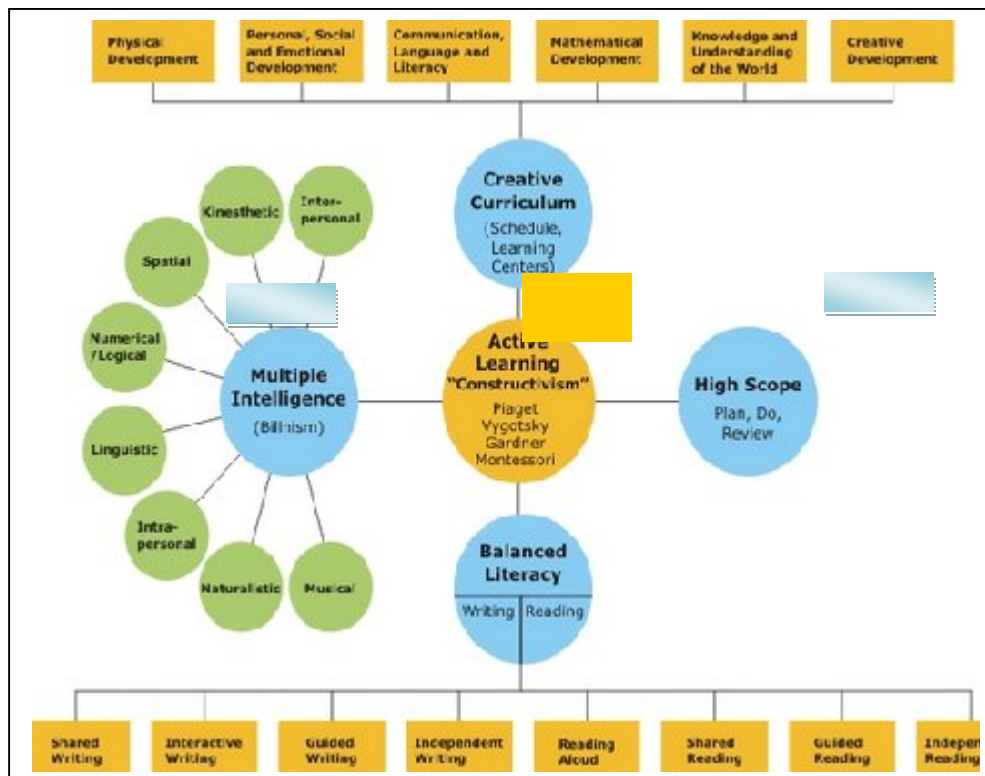 Physical
Development
Personal, Social
and Emotional
Development
Communication,
Language and
Literacy
Mathematical
Development
Knowledge and
Understanding
of the World
Creative
Development
Creative
Curriculum
(Schedule,
Learning
Centers)
Kinesthetic
Inter-
personal
Spatial
Numerical
/Logical
Linguistic
Intra-
personal
Naturalistic
Musical
Multiple
Intelligence
Active
Learning
"Constructivism"
Piaget
Vygotsky
Gardner
Montessori
High Scope
Plan, Do,
Review
Balanced
Literacy
Writing
Reading
Shared
Writing
Interactive
Writing
Guided
Writing
Independent
Writing
Reading
Aloud
Shared
Reading
Guided
Reading
Indepen
Reading